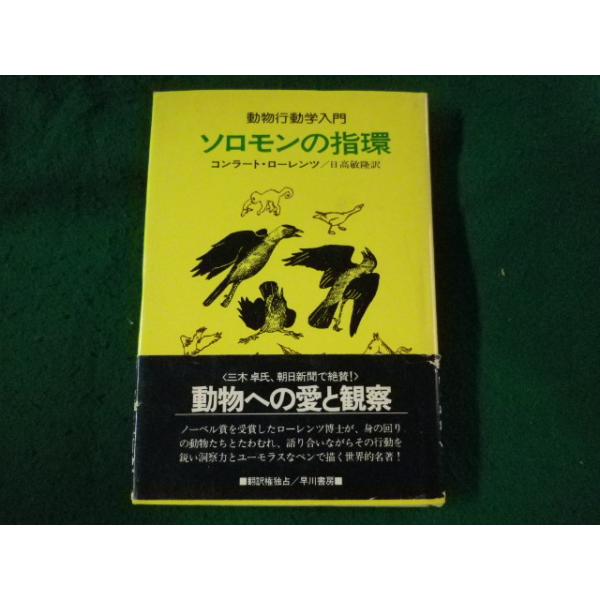 動物行動学入門
ソロモンの指環
コンラート・ローレンツ/日高敏隆訳
〈三木 卓氏、朝日新聞で絶賛!〉
動物への愛と観察
ノーベル賞を受賞したローレンツ博士が、身の回り
の動物たちとたわむれ、語り合いながらその行動を
鋭い洞察力とユーモラスなペンで描く世界的名著!
■翻訳権独占/早川書房■